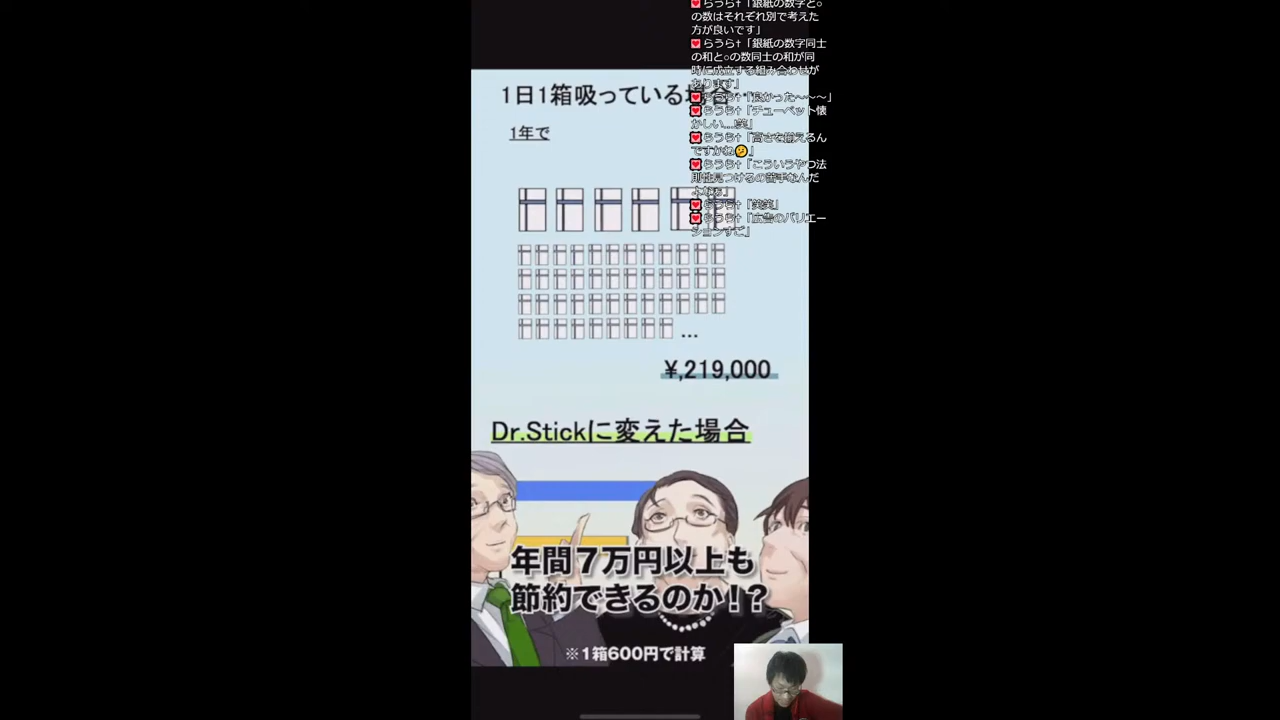 らうら†「銀紙の数字と○
の数はそれぞれ別で考えた
方が良いです」
らうら†「銀紙の数字同士
の和と○の数同士の和が同
時に成立する組み合わせが
あります」
らうら†「良かった〜〜〜」
らうら†「チューペット懐
かしい…!笑」
らうら†「高さを揃えるん
ですかね🫤」
らうら†「こういうやつ法
則性見つけるの苦手なんだ
よなぁ」
らうら†「笑笑」
らうら†「広告のバリエー
ションすご」
1日1箱吸っている場合…
1年で
…
¥,219,000
Dr.Stickに変えた場合
年間7万円以上も
節約できるのか!?
※1箱600円で計算